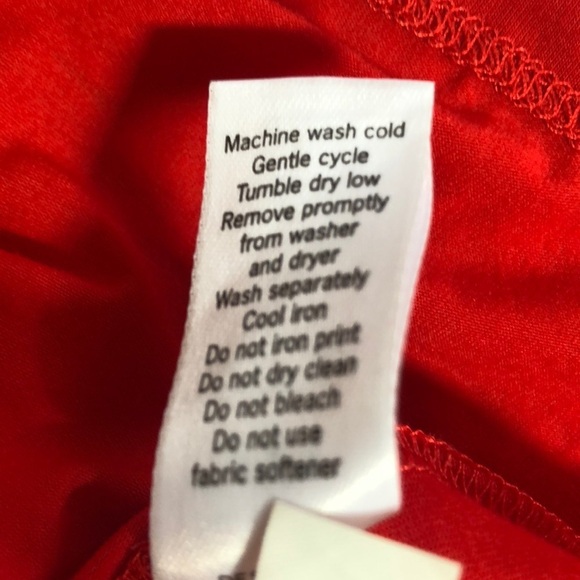 Machine wash cold
Gentle cycle
Tumble dry low
Remove promptly
from washer
and dryer
Wash separately
Cool iron
Do not iron print
Do not dry clean
Do not bleach
Do not use
fabric softener